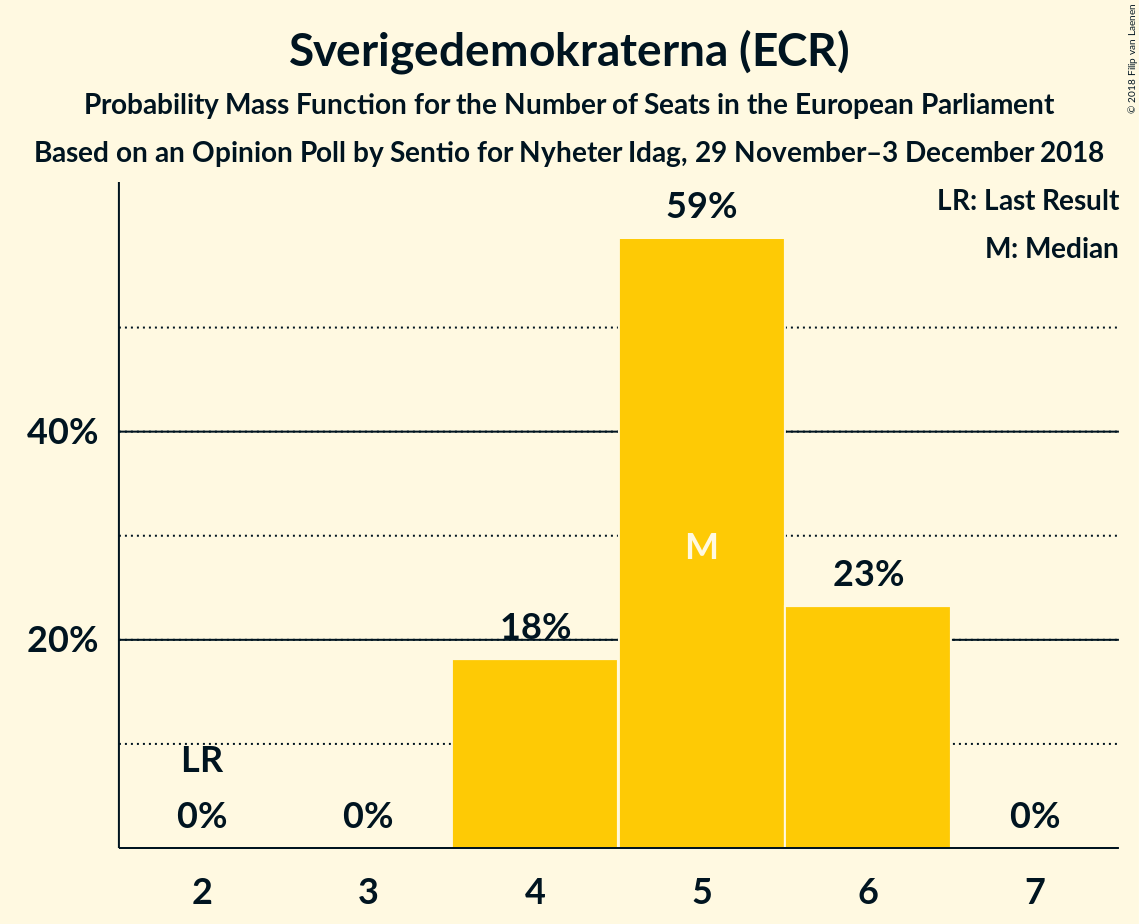 Sverigedemokraterna (ECR)
Probability Mass Function for the Number of Seats in the European Parliament
Based on an Opinion Poll by Sentio for Nyheter Idag, 29 November–3 December 2018
© 2018 Filip van Laenen
LR: Last Result
M: Median
59%
40%
M
23%
18%
20%
LR
0%
0%
0%
2
3
4
5
6
7